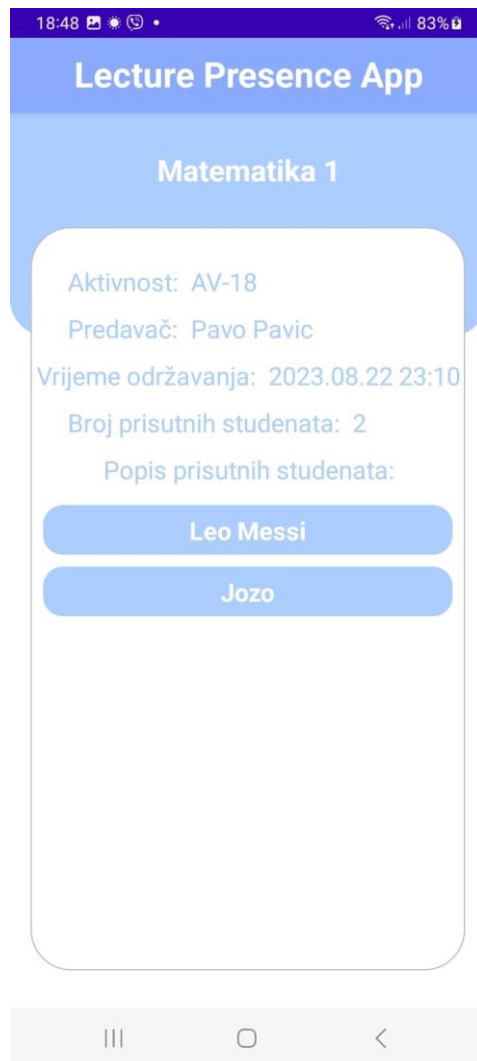 18:48 83%
Lecture Presence App
Matematika 1
Aktivnost: AV-18
Predavač: Pavo Pavic
Vrijeme održavanja: 2023.08.22 23:10
Broj prisutnih studenata: 2
Popis prisutnih studenata:
Leo Messi
Jozo